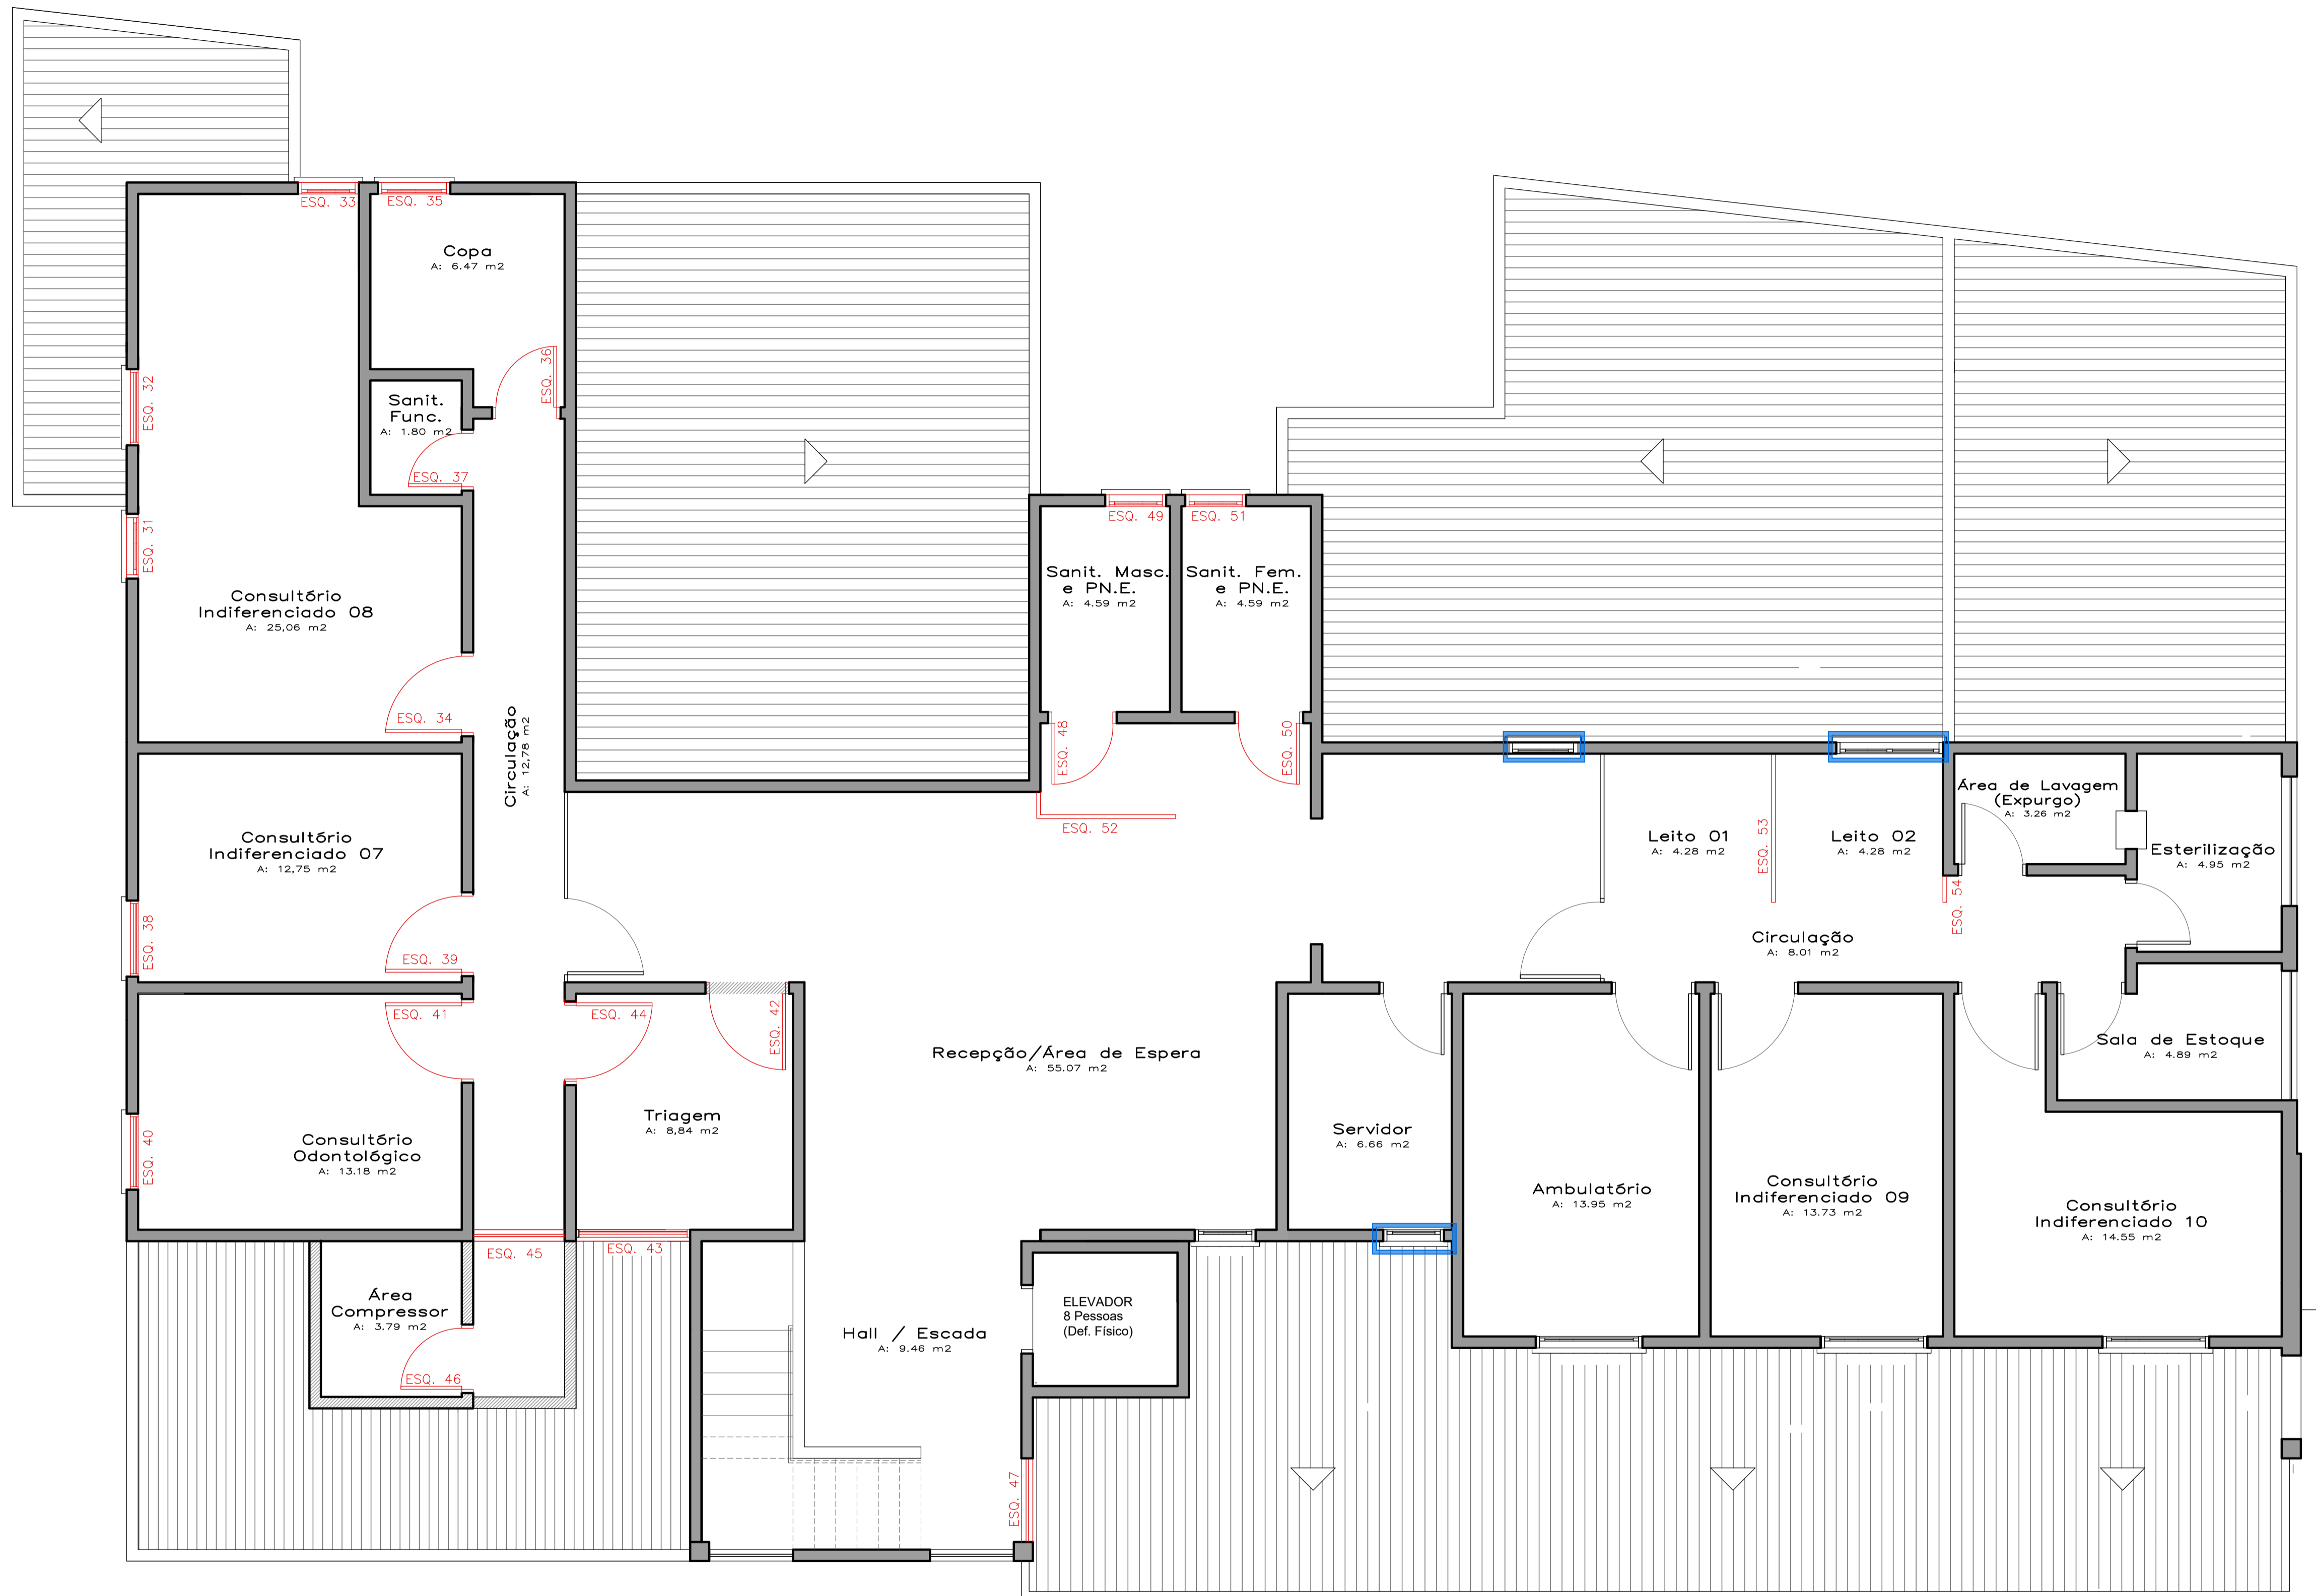 ESQ. 33
ESQ. 35
Copa
A: 6.47 m2
ESQ. 36
ESQ. 32
Sanit.
Func.
A: 1.80 m2
ESQ. 37
ESQ. 31
ESQ. 49
ESQ. 51
Consultório
Indiferenciado 08
A: 25,06 m2
Sanit. Masc.
e PN.E.
A: 4.59 m2
Sanit. Fem.
e PN.E.
A: 4.59 m2
ESQ. 34
Circulação
A: 12,78 m2
ESQ. 48
ESQ. 50
ESQ. 52
Consultório
Indiferenciado 07
A: 12,75 m2
Leito 01
A: 4.28 m2
ESQ. 53
Leito 02
A: 4.28 m2
Área de Lavagem
(Expurgo)
A: 3.26 m2
Esterilização
A: 4.95 m2
ESQ. 54
ESQ. 38
ESQ. 39
Circulação
A: 8.01 m2
ESQ. 41
ESQ. 44
ESQ. 42
Recepção/Área de Espera
A: 55.07 m2
Sala de Estoque
A: 4.89 m2
Triagem
A: 8,84 m2
ESQ. 40
Consultório
Odontológico
A: 13.18 m2
Servidor
A: 6.66 m2
Ambulatório
A: 13.95 m2
Consultório
Indiferenciado 09
A: 13.73 m2
Consultório
Indiferenciado 10
A: 14.55 m2
ESQ. 45
ESQ. 43
Área
Compressor
A: 3.79 m2
ELEVADOR
8 Pessoas
(Def. Físico)
Hall / Escada
A: 9.46 m2
ESQ. 46
ESQ. 47